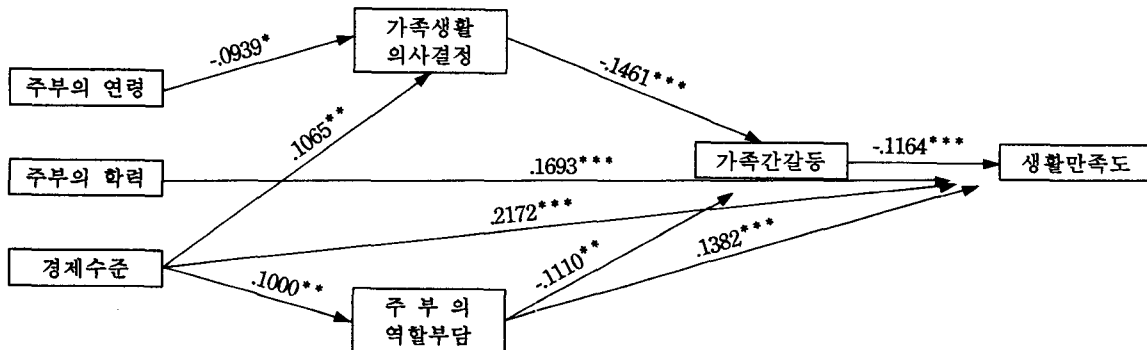 가족생활
의사결정
-.0939*
주부의 연령
-.1461***
.1065**
가족간갈등
-.1164***
생활만족도
주부의 학력
.1693***
.2172***
경제수준
.1000**
-.1110**
.1382***
주 부 의
역할부담